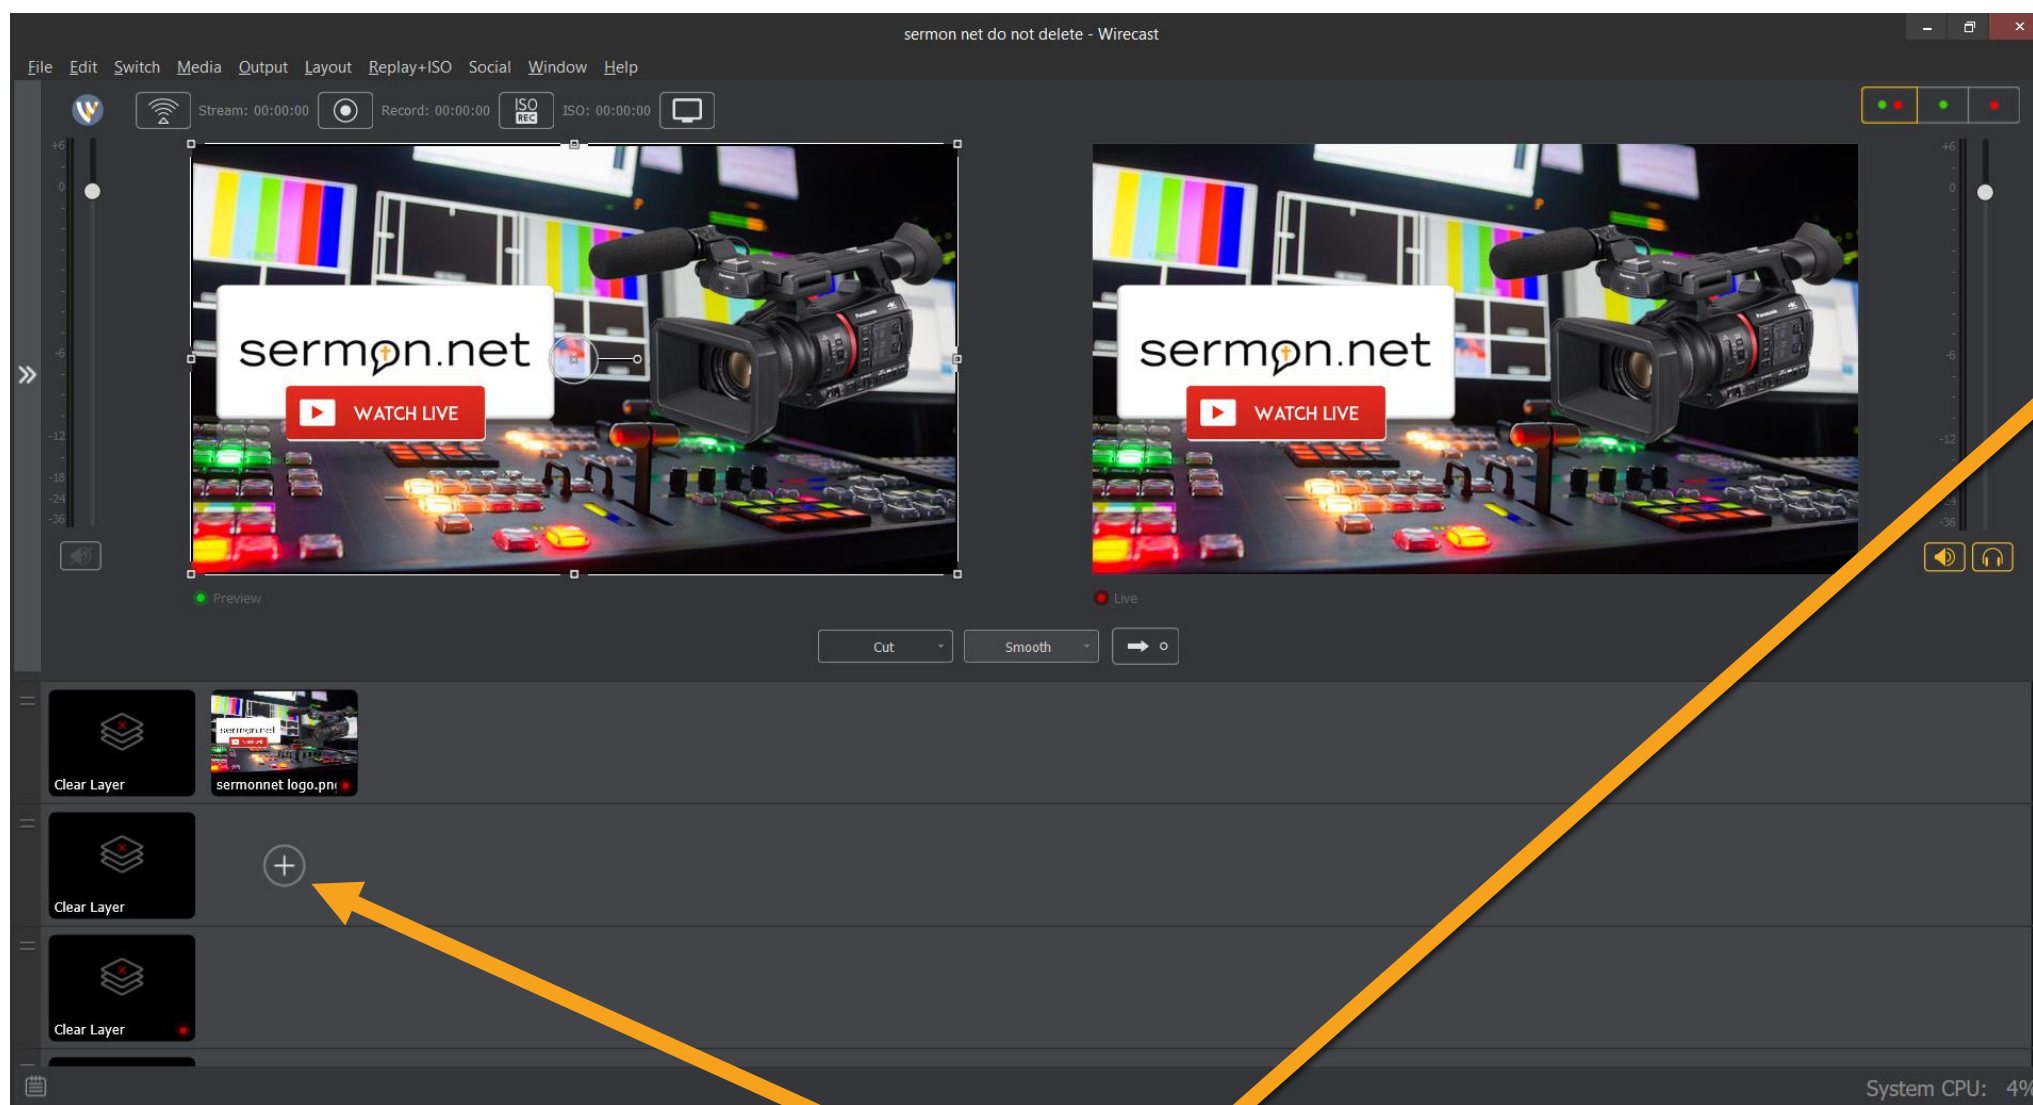 sermon net do not delete - Wirecast
File Edit Switch Media Output Layout Replay+ISO Social Window Help
Stream: 00:00:00 Record: 00:00:00 ISO REC ISO: 00:00:00
+6
0
-6
-12
-18
-24
-36
sermon.net
WATCH LIVE
sermon.net
WATCH LIVE
+6
0
-6
-12
-24
-36
Preview
Live
Cut Smooth
Clear Layer
sermon.net
sermonnet logo.png
Clear Layer
Clear Layer
System CPU: 4%